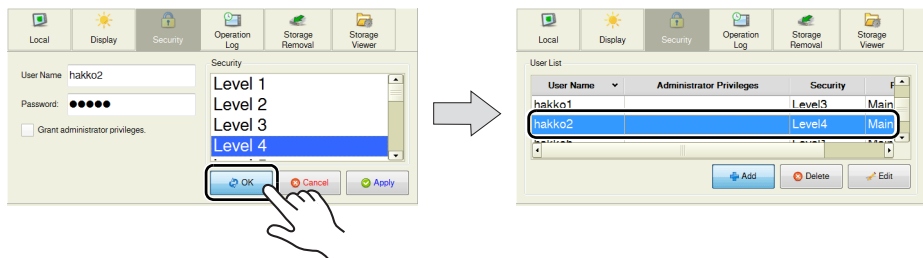 Local
Display
Security
Operation
Log
Storage
Removal
Storage
Viewer
User Name
hakko2
Password:
●●●●●
Grant administrator privileges.
Security
Level 1
Level 2
Level 3
Level 4
OK
Cancel
Apply
Local
Display
Security
Operation
Log
Storage
Removal
Storage
Viewer
User List
User Name
Administrator Privileges
Security
hakko1
Level3
Main
hakko2
Level4
Main
Add
Delete
Edit